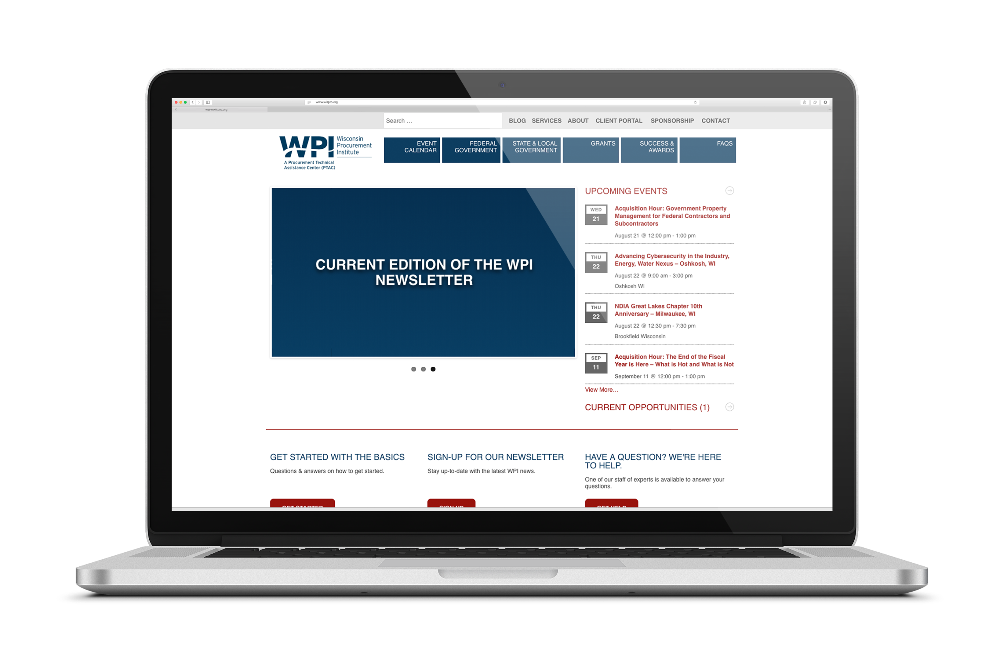 www.wispro.org
www.wispro.org
Search ...
BLOG SERVICES ABOUT CLIENT PORTAL SPONSORSHIP CONTACT
WPI
Wisconsin
Procurement
Institute
A Procurement Technical
Assistance Center (PTAC)
EVENT
CALENDAR
FEDERAL
GOVERNMENT
STATE & LOCAL
GOVERNMENT
GRANTS
SUCCESS &
AWARDS
FAQS
CURRENT EDITION OF THE WPI
NEWSLETTER
UPCOMING EVENTS
WED
21
Acquisition Hour: Government Property
Management for Federal Contractors and
Subcontractors
August 21 @ 12:00 pm - 1:00 pm
THU
22
Advancing Cybersecurity in the Industry,
Energy, Water Nexus – Oshkosh, WI
August 22 @ 9:00 am - 3:00 pm
Oshkosh WI
THU
22
NDIA Great Lakes Chapter 10th
Anniversary – Milwaukee, WI
August 22 @ 12:30 pm - 7:30 pm
Brookfield Wisconsin
SEP
11
Acquisition Hour: The End of the Fiscal
Year is Here – What is Hot and What is Not
September 11 @ 12:00 pm - 1:00 pm
View More...
CURRENT OPPORTUNITIES (1)
GET STARTED WITH THE BASICS
Questions & answers on how to get started.
GET STARTED
SIGN-UP FOR OUR NEWSLETTER
Stay up-to-date with the latest WPI news.
SIGN UP
HAVE A QUESTION? WE'RE HERE
TO HELP.
One of our staff of experts is available to answer your
questions.
GET HELP